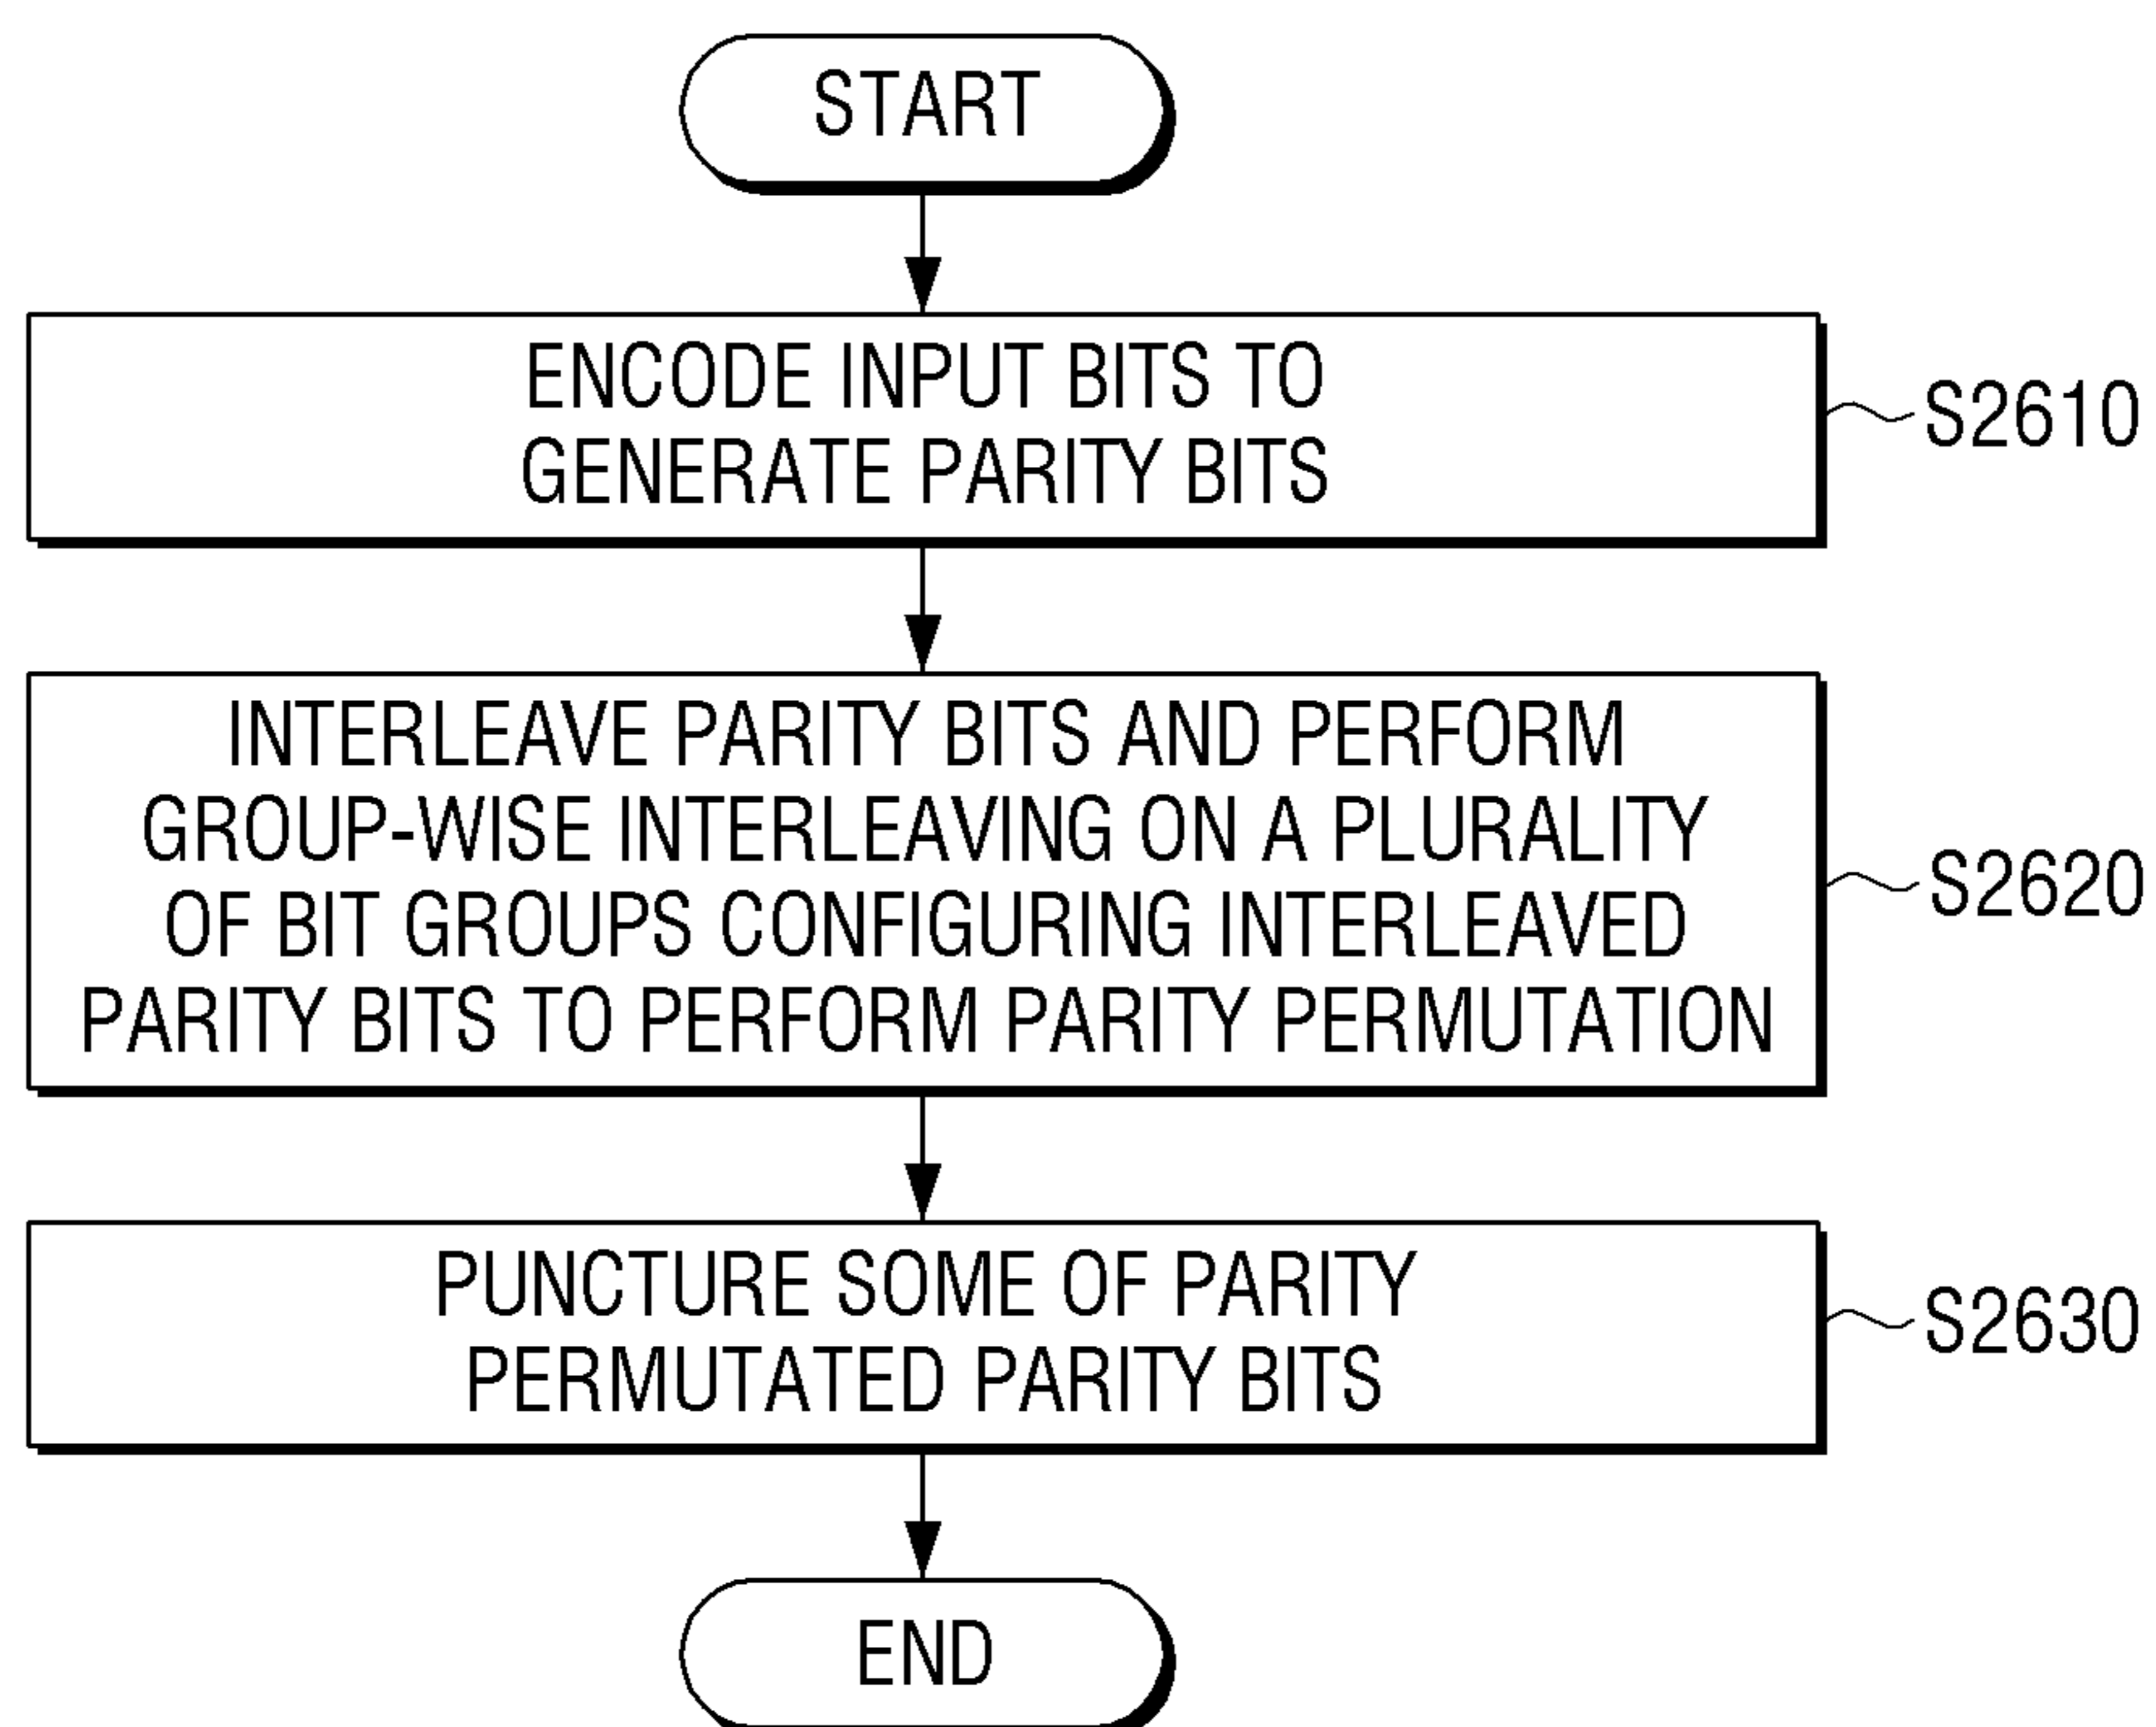 START
ENCODE INPUT BITS TO
GENERATE PARITY BITS
S2610
INTERLEAVE PARITY BITS AND PERFORM
GROUP-WISE INTERLEAVING ON A PLURALITY
OF BIT GROUPS CONFIGURING INTERLEAVED
PARITY BITS TO PERFORM PARITY PERMUTATION
S2620
PUNCTURE SOME OF PARITY
PERMUTATED PARITY BITS
S2630
END